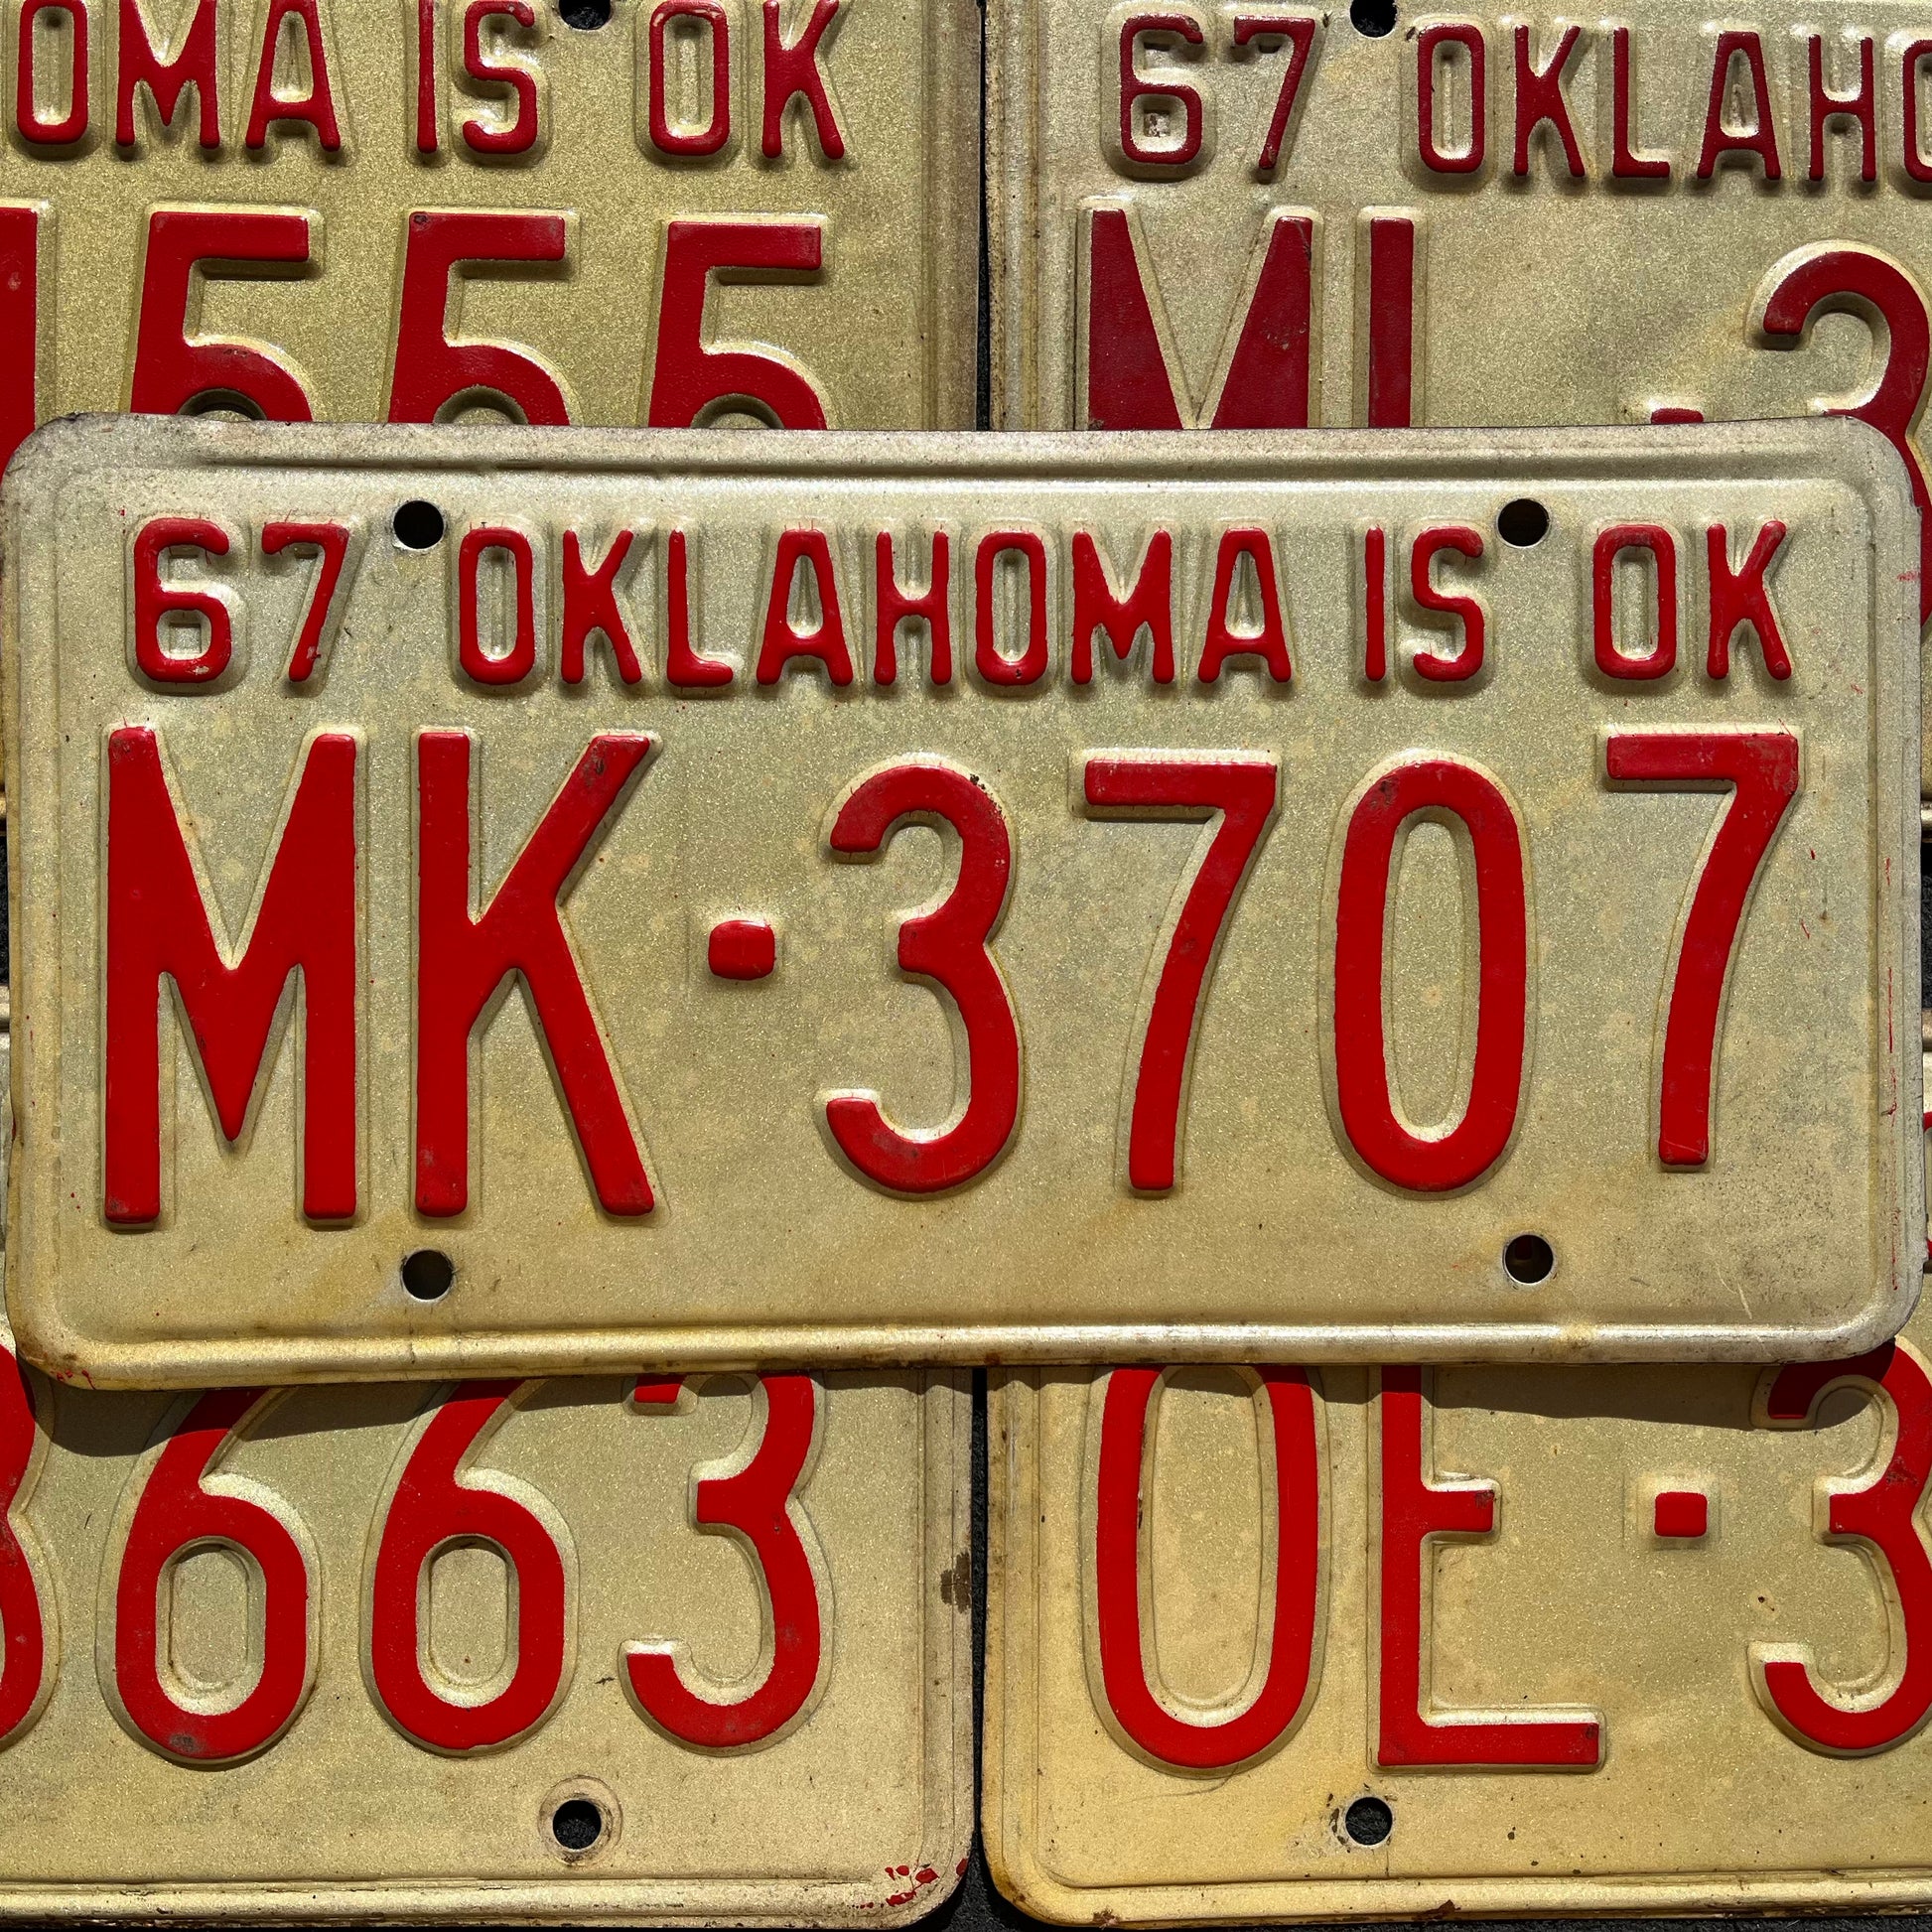 OMA IS OK
555
67 OKLAHO
ML·3
67 OKLAHOMA IS OK
MK·3707
663
OE·3